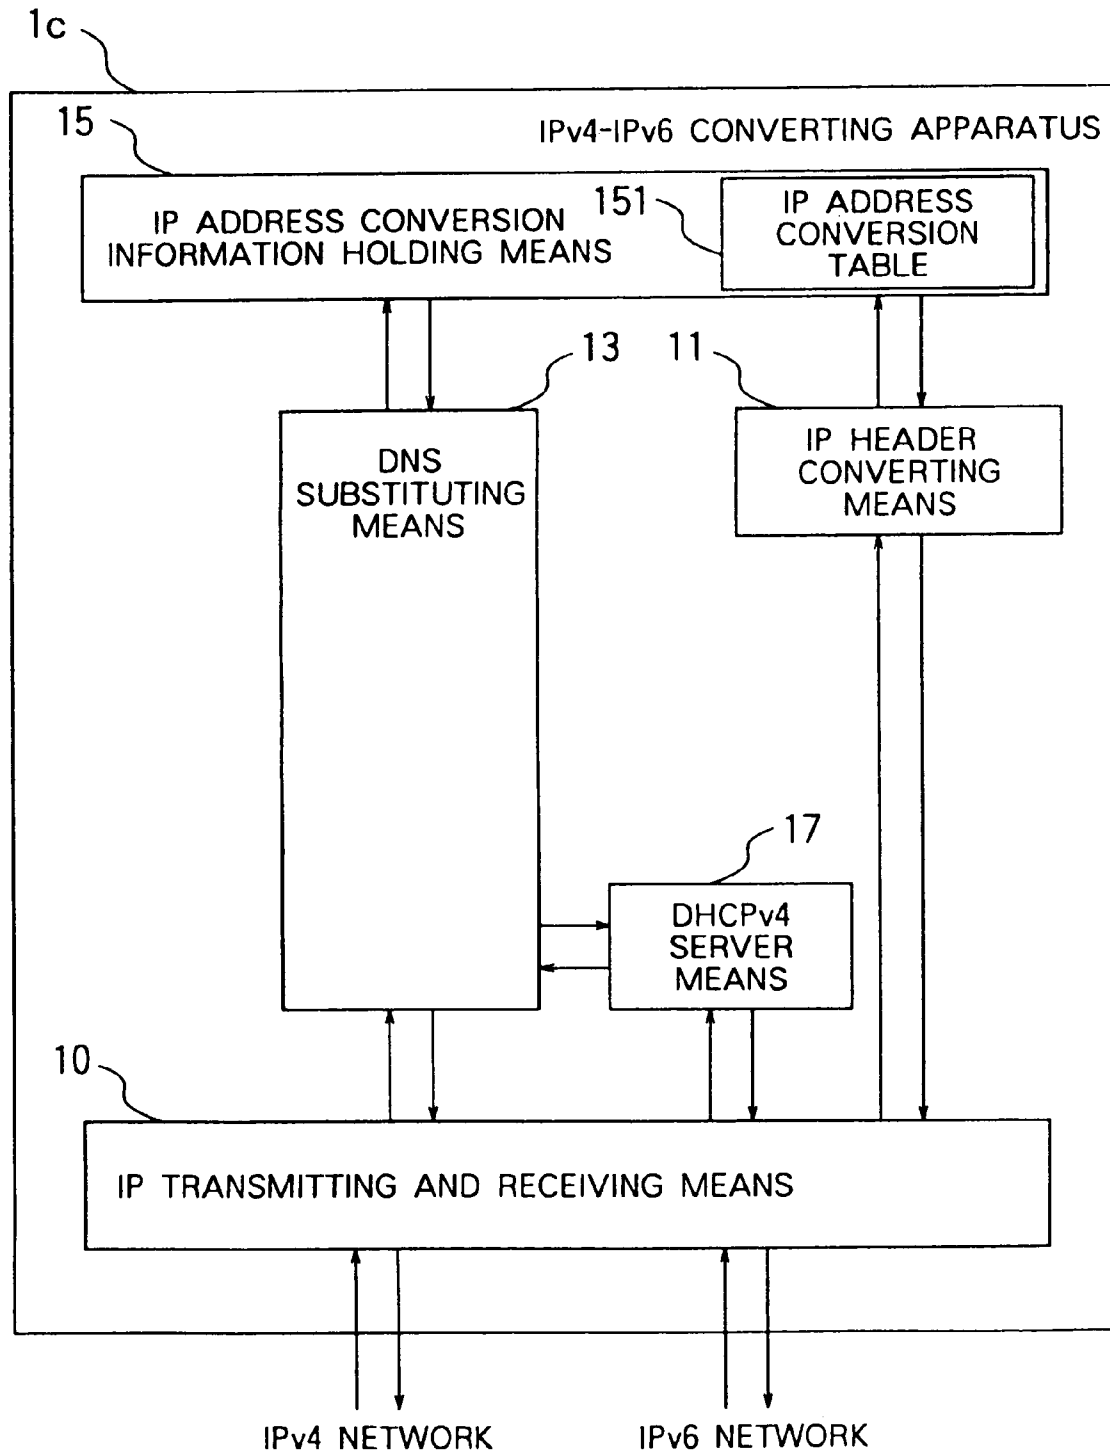 1c
IPv4-IPv6 CONVERTING APPARATUS
15
IP ADDRESS CONVERSION
INFORMATION HOLDING MEANS
151
IP ADDRESS
CONVERSION
TABLE
13
DNS
SUBSTITUTING
MEANS
11
IP HEADER
CONVERTING
MEANS
17
DHCPv4
SERVER
MEANS
10
IP TRANSMITTING AND RECEIVING MEANS
IPv4 NETWORK
IPv6 NETWORK